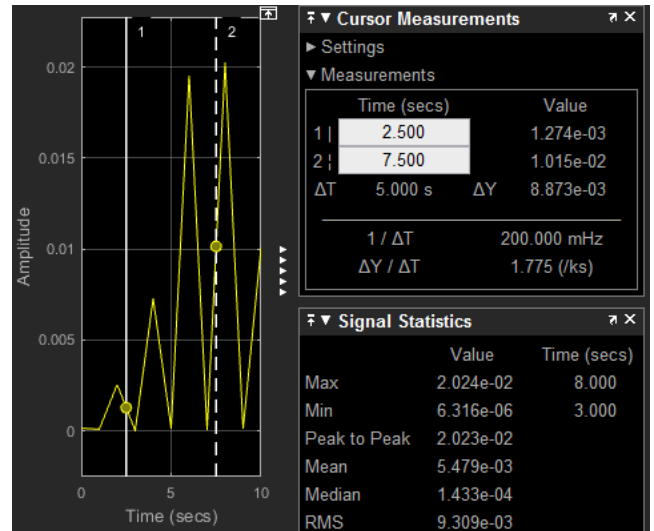 1
2
0.02
0.015
0.01
0.005
0
Amplitude
0
5
10
Time (secs)
Cursor Measurements
Settings
Measurements
Time (secs) Value
1 | 2.500 1.274e-03
2 ¦ 7.500 1.015e-02
ΔT 5.000 s ΔY 8.873e-03
1 / ΔT 200.000 mHz
ΔY / ΔT 1.775 (/ks)
Signal Statistics
Value Time (secs)
Max 2.024e-02 8.000
Min 6.316e-06 3.000
Peak to Peak 2.023e-02
Mean 5.479e-03
Median 1.433e-04
RMS 9.309e-03